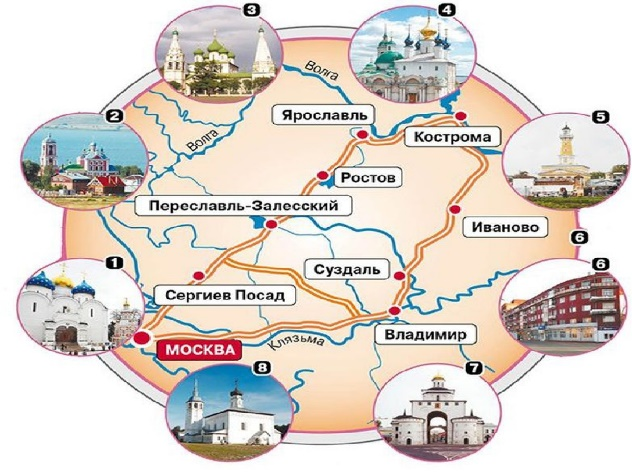 3
4
Волга
2
Ярославль
Кострома
5
Волга
Ростов
Переславль-Залесский
Иваново
6
1
Суздаль
6
Сергиев Посад
Владимир
МОСКВА
Клязьма
8
7